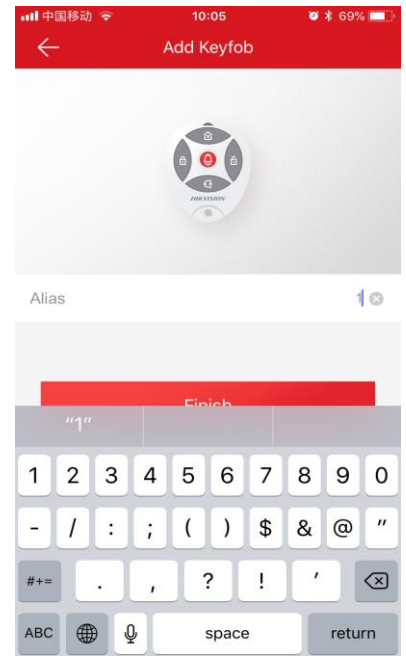 中国移动 10:05 69%
Add Keyfob
HIKVISION
Alias 1
Finish
"1"
1 2 3 4 5 6 7 8 9 0
- / : ; ( ) $ & @ "
#+= . , ? ! '
ABC space return